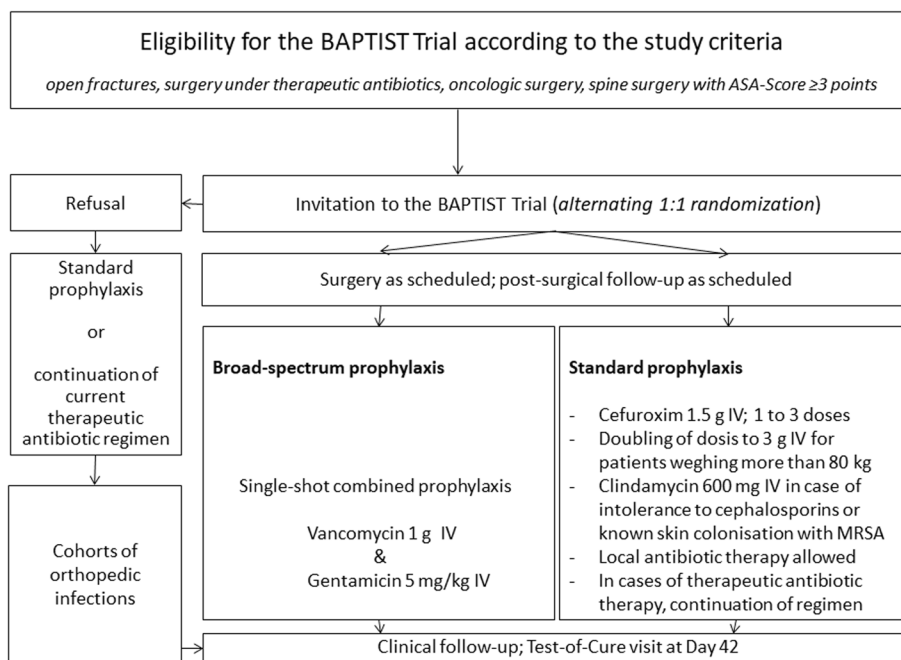 Eligibility for the BAPTIST Trial according to the study criteria
open fractures, surgery under therapeutic antibiotics, oncologic surgery, spine surgery with ASA-Score ≥3 points
Refusal
Invitation to the BAPTIST Trial (alternating 1:1 randomization)
Standard
prophylaxis
or
continuation of
current
therapeutic
antibiotic regimen
Surgery as scheduled; post-surgical follow-up as scheduled
Broad-spectrum prophylaxis
Single-shot combined prophylaxis
Vancomycin 1 g IV
&
Gentamicin 5 mg/kg IV
Standard prophylaxis
- Cefuroxim 1.5 g IV; 1 to 3 doses
- Doubling of dosis to 3 g IV for
patients weghing more than 80 kg
- Clindamycin 600 mg IV in case of
intolerance to cephalosporins or
known skin colonisation with MRSA
- Local antibiotic therapy allowed
- In cases of therapeutic antibiotic
therapy, continuation of regimen
Cohorts of
orthopedic
infections
Clinical follow-up; Test-of-Cure visit at Day 42